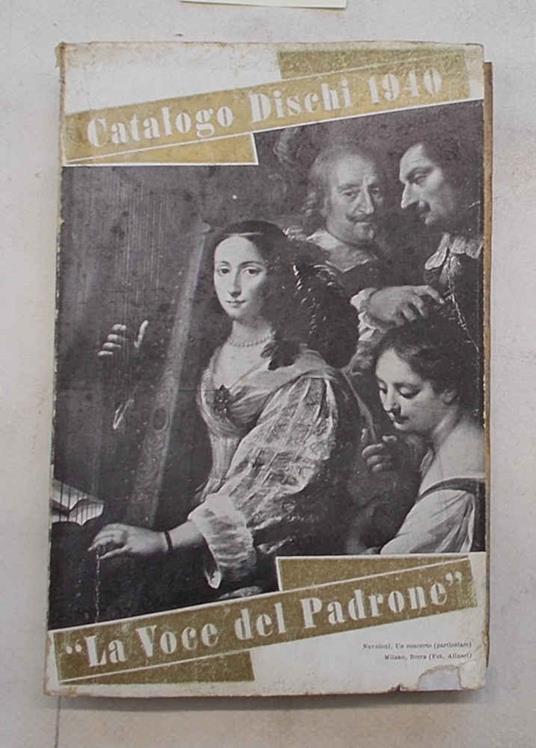 Catalogo Dischi 1940
"La Voce del Padrone"
Nuvoloni, Un concerto (particolare)
Milano, Brera (Fot. Alinari)